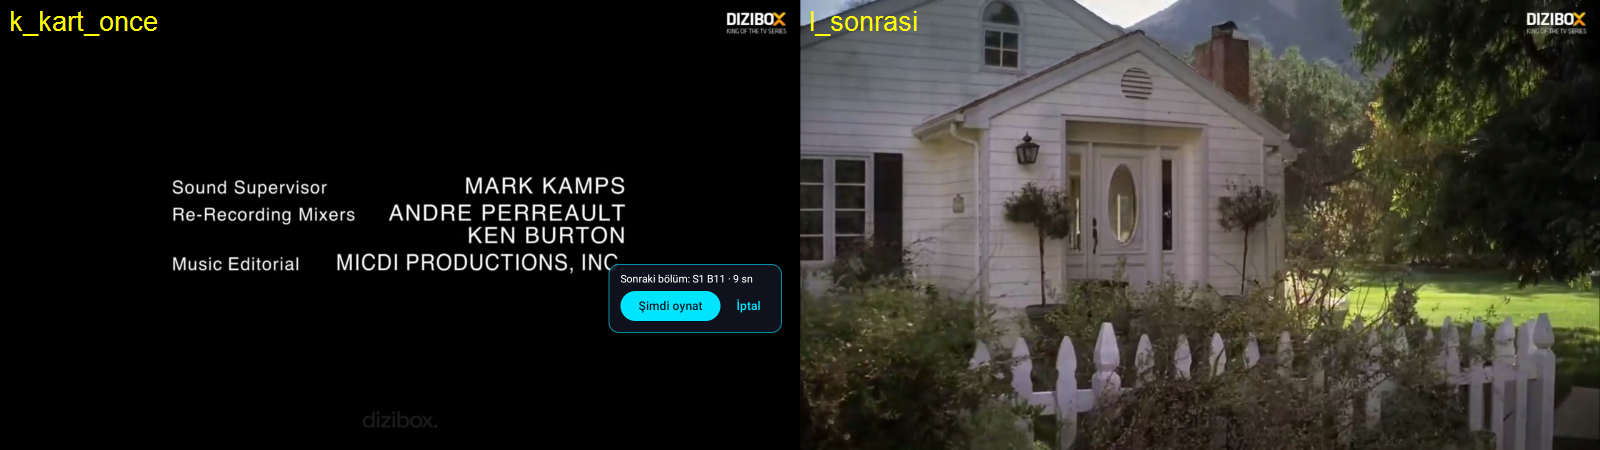 k_kart_once
DIZIBOX
KING OF THE TV SERIES
Sound Supervisor MARK KAMPS
Re-Recording Mixers ANDRE PERREAULT
KEN BURTON
Music Editorial MICDI PRODUCTIONS, INC.
Sonraki bölüm: S1 B11 · 9 sn
Şimdi oynat İptal
dizibox.
l_sonrasi
DIZIBOX
KING OF THE TV SERIES